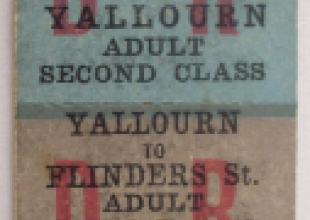 YALLOURN
ADULT
SECOND CLASS
YALLOURN
TO
FLINDERS St.
ADULT
D R